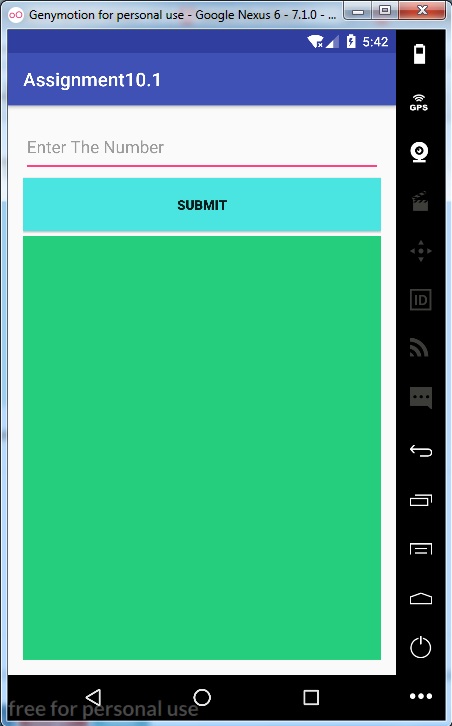 Genymotion for personal use - Google Nexus 6 - 7.1.0 - ...
5:42
Assignment10.1
GPS
Enter The Number
SUBMIT
ID
free for personal use